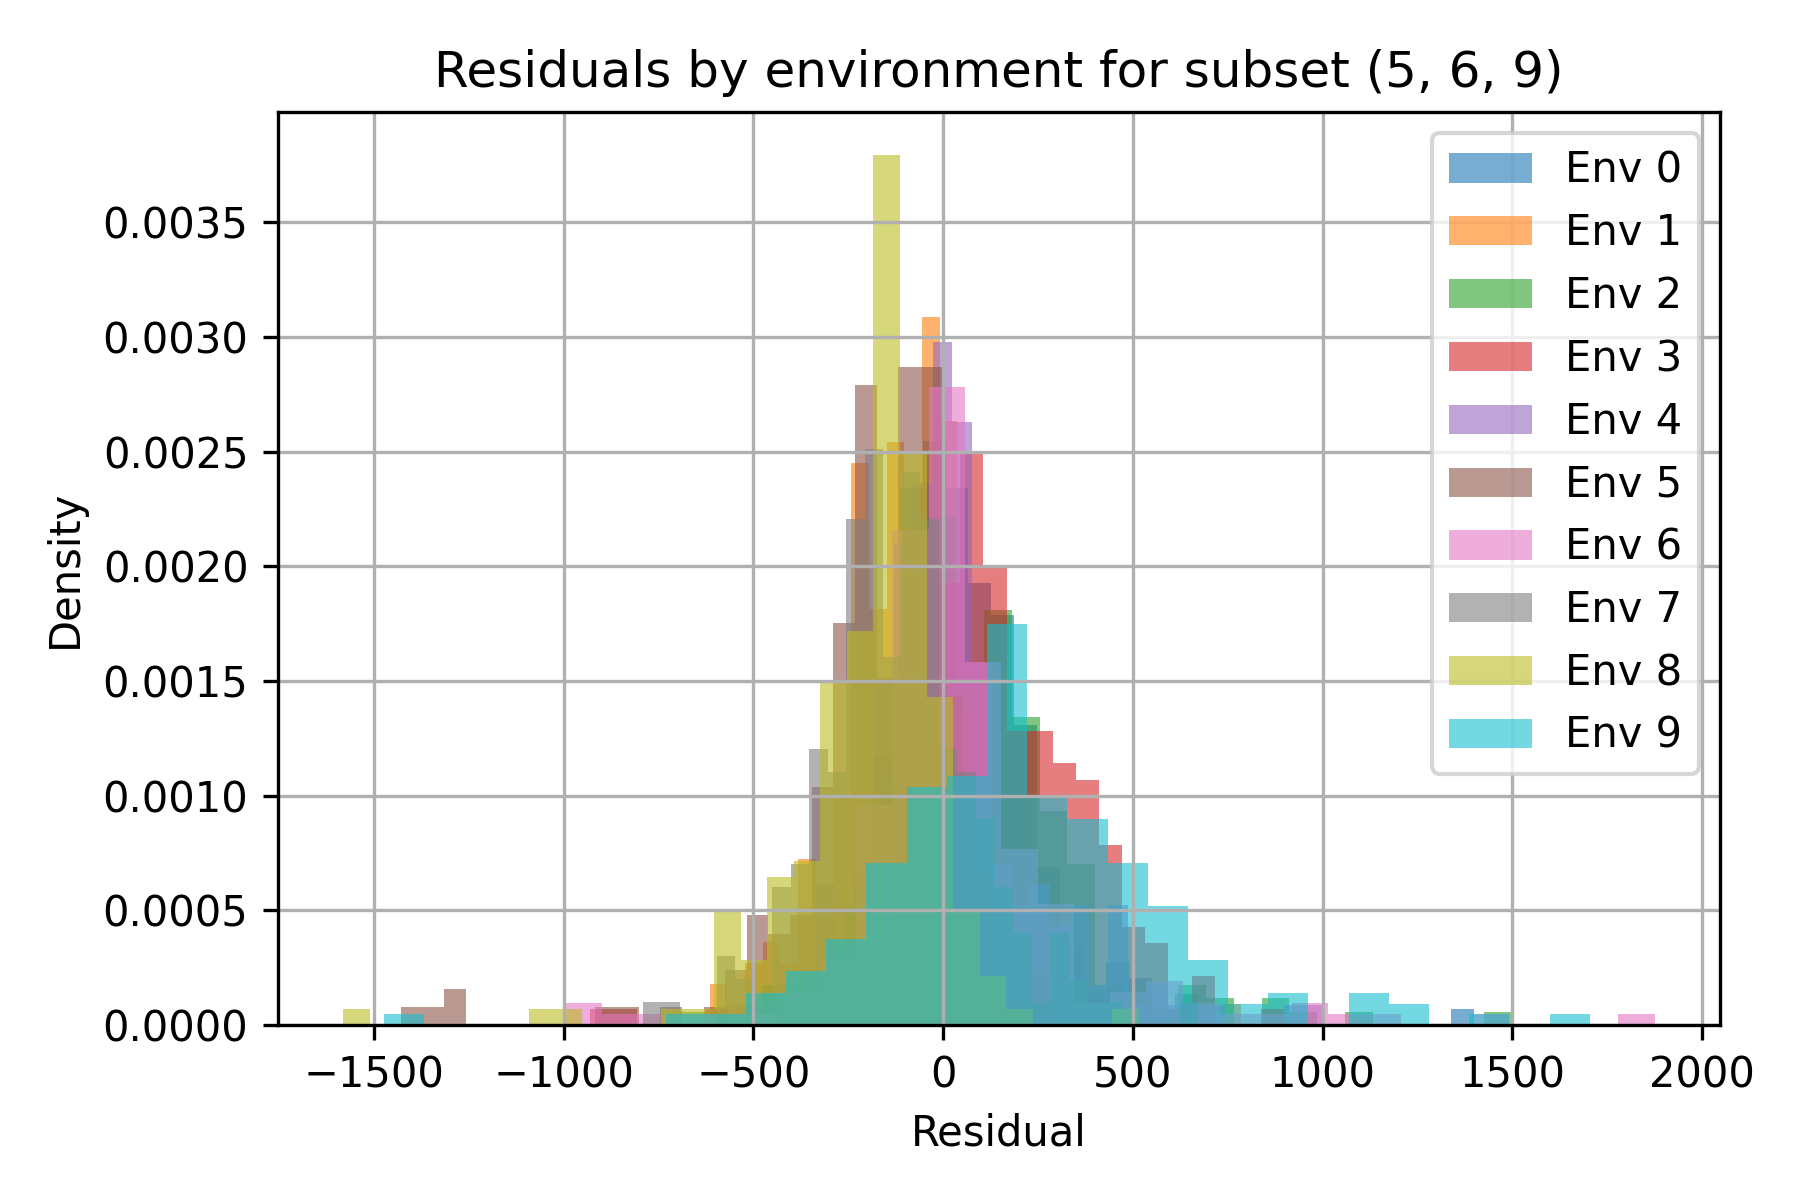 Residuals by environment for subset (5, 6, 9)
Density
0.0035
0.0030
0.0025
0.0020
0.0015
0.0010
0.0005
0.0000
Env 0
Env 1
Env 2
Env 3
Env 4
Env 5
Env 6
Env 7
Env 8
Env 9
−1500 −1000 −500 0 500 1000 1500 2000
Residual